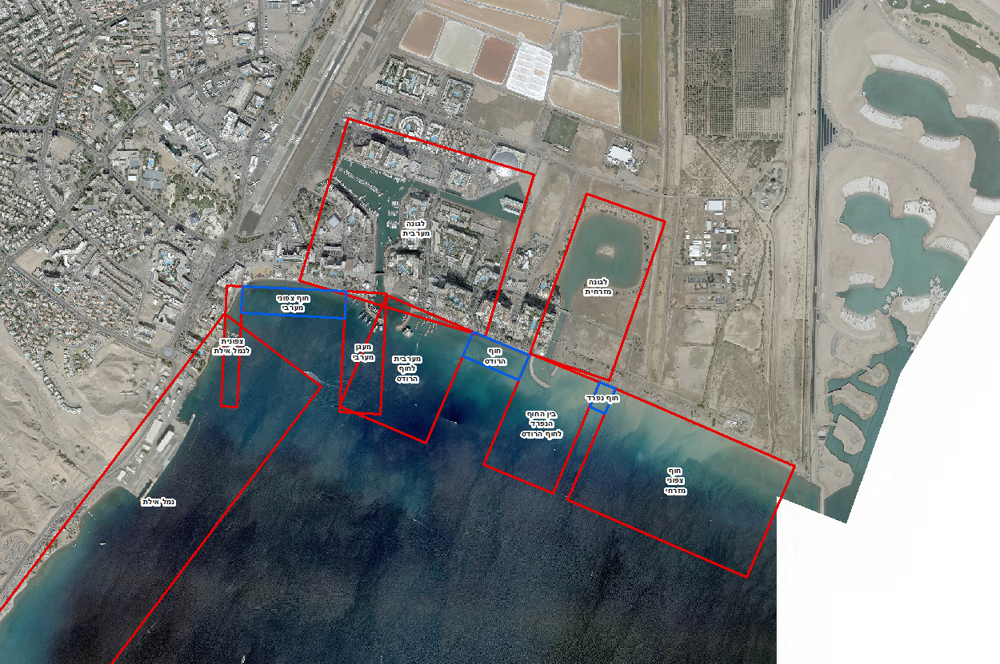 לגונה
מערבית
לגונה
מזרחית
חוף צפוני
מערבי
צפונית
לנמל אילת
מעגן
מערבי
מערבית
לחוף
הרודס
חוף
הרודס
חוף נפרד
בין החוף
הנפרד
לחוף הרודס
חוף
צפוני
מזרחי
נמל אילת